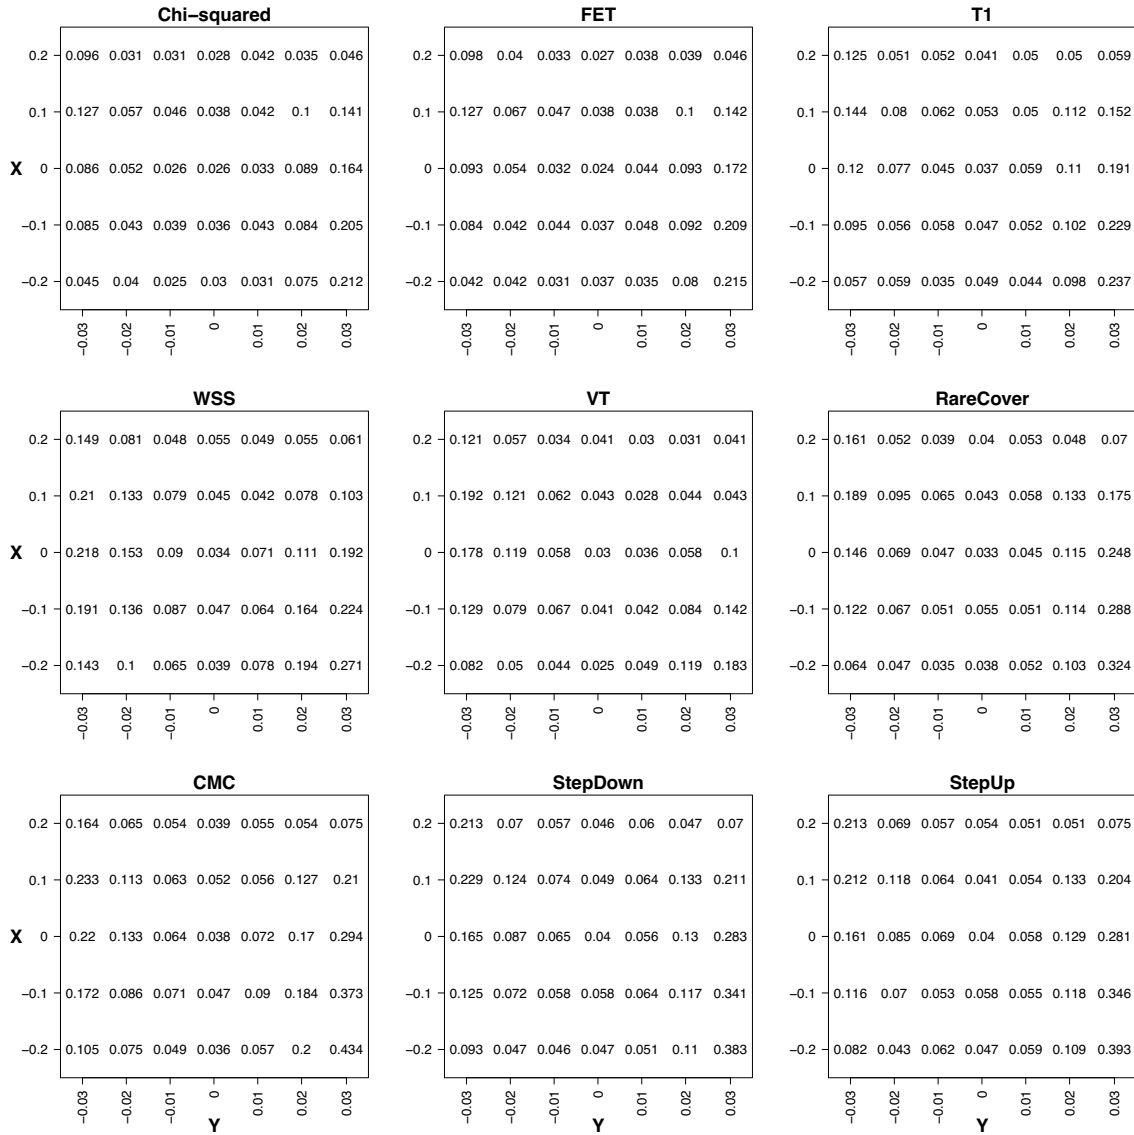 Chi−squared FET T1
0.2 0.096 0.031 0.031 0.028 0.042 0.035 0.046 0.2 0.098 0.04 0.033 0.027 0.038 0.039 0.046 0.2 0.125 0.051 0.052 0.041 0.05 0.05 0.059
0.1 0.127 0.057 0.046 0.038 0.042 0.1 0.141 0.1 0.127 0.067 0.047 0.038 0.038 0.1 0.142 0.1 0.144 0.08 0.062 0.053 0.05 0.112 0.152
X 0 0.086 0.052 0.026 0.026 0.033 0.089 0.164 0 0.093 0.054 0.032 0.024 0.044 0.093 0.172 0 0.12 0.077 0.045 0.037 0.059 0.11 0.191
−0.1 0.085 0.043 0.039 0.036 0.043 0.084 0.205 −0.1 0.084 0.042 0.044 0.037 0.048 0.092 0.209 −0.1 0.095 0.056 0.058 0.047 0.052 0.102 0.229
−0.2 0.045 0.04 0.025 0.03 0.031 0.075 0.212 −0.2 0.042 0.042 0.031 0.037 0.035 0.08 0.215 −0.2 0.057 0.059 0.035 0.049 0.044 0.098 0.237
−0.03 −0.02 −0.01 0 0.01 0.02 0.03 −0.03 −0.02 −0.01 0 0.01 0.02 0.03 −0.03 −0.02 −0.01 0 0.01 0.02 0.03
WSS VT RareCover
0.2 0.149 0.081 0.048 0.055 0.049 0.055 0.061 0.2 0.121 0.057 0.034 0.041 0.03 0.031 0.041 0.2 0.161 0.052 0.039 0.04 0.053 0.048 0.07
0.1 0.21 0.133 0.079 0.045 0.042 0.078 0.103 0.1 0.192 0.121 0.062 0.043 0.028 0.044 0.043 0.1 0.189 0.095 0.065 0.043 0.058 0.133 0.175
X 0 0.218 0.153 0.09 0.034 0.071 0.111 0.192 0 0.178 0.119 0.058 0.03 0.036 0.058 0.1 0 0.146 0.069 0.047 0.033 0.045 0.115 0.248
−0.1 0.191 0.136 0.087 0.047 0.064 0.164 0.224 −0.1 0.129 0.079 0.067 0.041 0.042 0.084 0.142 −0.1 0.122 0.067 0.051 0.055 0.051 0.114 0.288
−0.2 0.143 0.1 0.065 0.039 0.078 0.194 0.271 −0.2 0.082 0.05 0.044 0.025 0.049 0.119 0.183 −0.2 0.064 0.047 0.035 0.038 0.052 0.103 0.324
−0.03 −0.02 −0.01 0 0.01 0.02 0.03 −0.03 −0.02 −0.01 0 0.01 0.02 0.03 −0.03 −0.02 −0.01 0 0.01 0.02 0.03
CMC StepDown StepUp
0.2 0.164 0.065 0.054 0.039 0.055 0.054 0.075 0.2 0.213 0.07 0.057 0.046 0.06 0.047 0.07 0.2 0.213 0.069 0.057 0.054 0.051 0.051 0.075
0.1 0.233 0.113 0.063 0.052 0.056 0.127 0.21 0.1 0.229 0.124 0.074 0.049 0.064 0.133 0.211 0.1 0.212 0.118 0.064 0.041 0.054 0.133 0.204
X 0 0.22 0.133 0.064 0.038 0.072 0.17 0.294 0 0.165 0.087 0.065 0.04 0.056 0.13 0.283 0 0.161 0.085 0.069 0.04 0.058 0.129 0.281
−0.1 0.172 0.086 0.071 0.047 0.09 0.184 0.373 −0.1 0.125 0.072 0.058 0.058 0.064 0.117 0.341 −0.1 0.116 0.07 0.053 0.058 0.055 0.118 0.346
−0.2 0.105 0.075 0.049 0.036 0.057 0.2 0.434 −0.2 0.093 0.047 0.046 0.047 0.051 0.11 0.383 −0.2 0.082 0.043 0.062 0.047 0.059 0.109 0.393
−0.03 −0.02 −0.01 0 0.01 0.02 0.03 −0.03 −0.02 −0.01 0 0.01 0.02 0.03 −0.03 −0.02 −0.01 0 0.01 0.02 0.03
Y Y Y